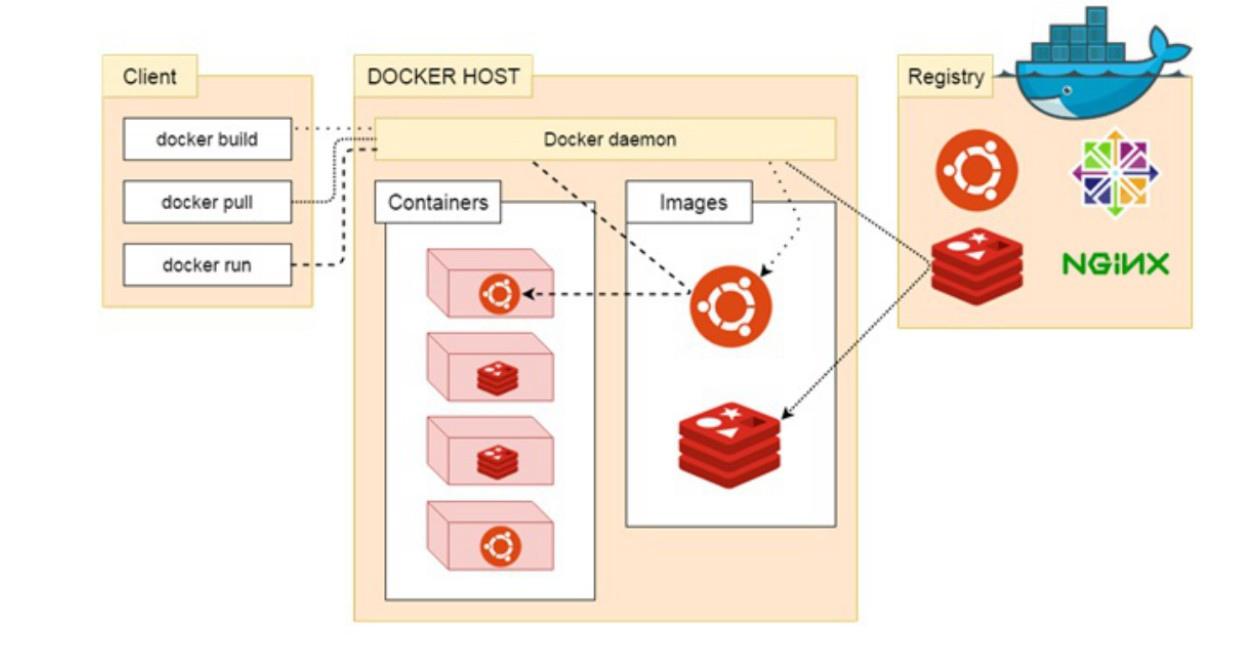 Client
docker build
docker pull
docker run
DOCKER HOST
Docker daemon
Containers
Images
Registry
NGiNX